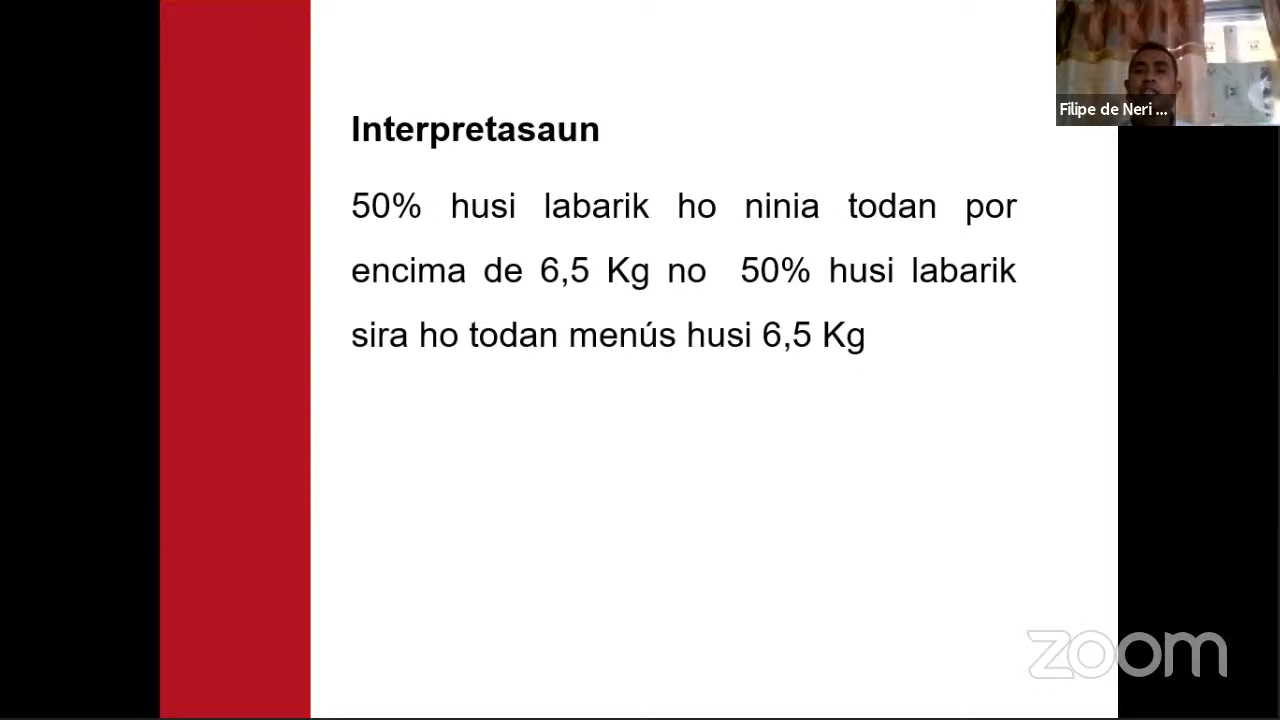 Filipe de Neri ...
Interpretasaun
50% husi labarik ho ninia todan por
encima de 6,5 Kg no 50% husi labarik
sira ho todan menús husi 6,5 Kg
zoom